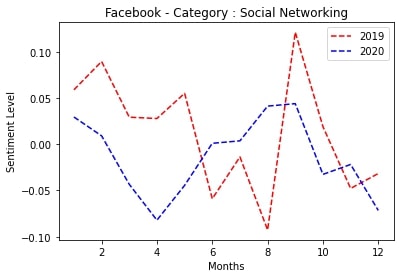 Facebook - Category : Social Networking
2019
2020
0.10
0.05
0.00
−0.05
−0.10
Sentiment Level
2 4 6 8 10 12
Months